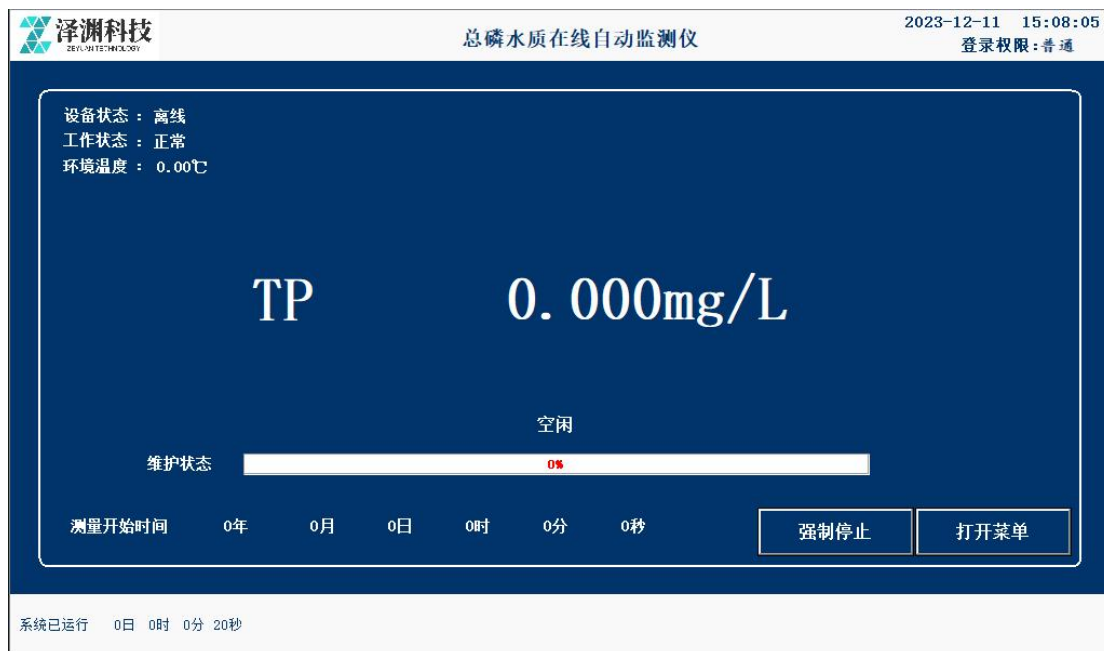 泽渊科技
ZEYUAN TECHNOLOGY
总磷水质在线自动监测仪
2023-12-11 15:08:05
登录权限:普通
设备状态: 离线
工作状态: 正常
环境温度: 0.00℃
TP 0.000mg/L
空闲
维护状态 0%
测量开始时间 0年 0月 0日 0时 0分 0秒
强制停止 打开菜单
系统已运行 0日 0时 0分 20秒